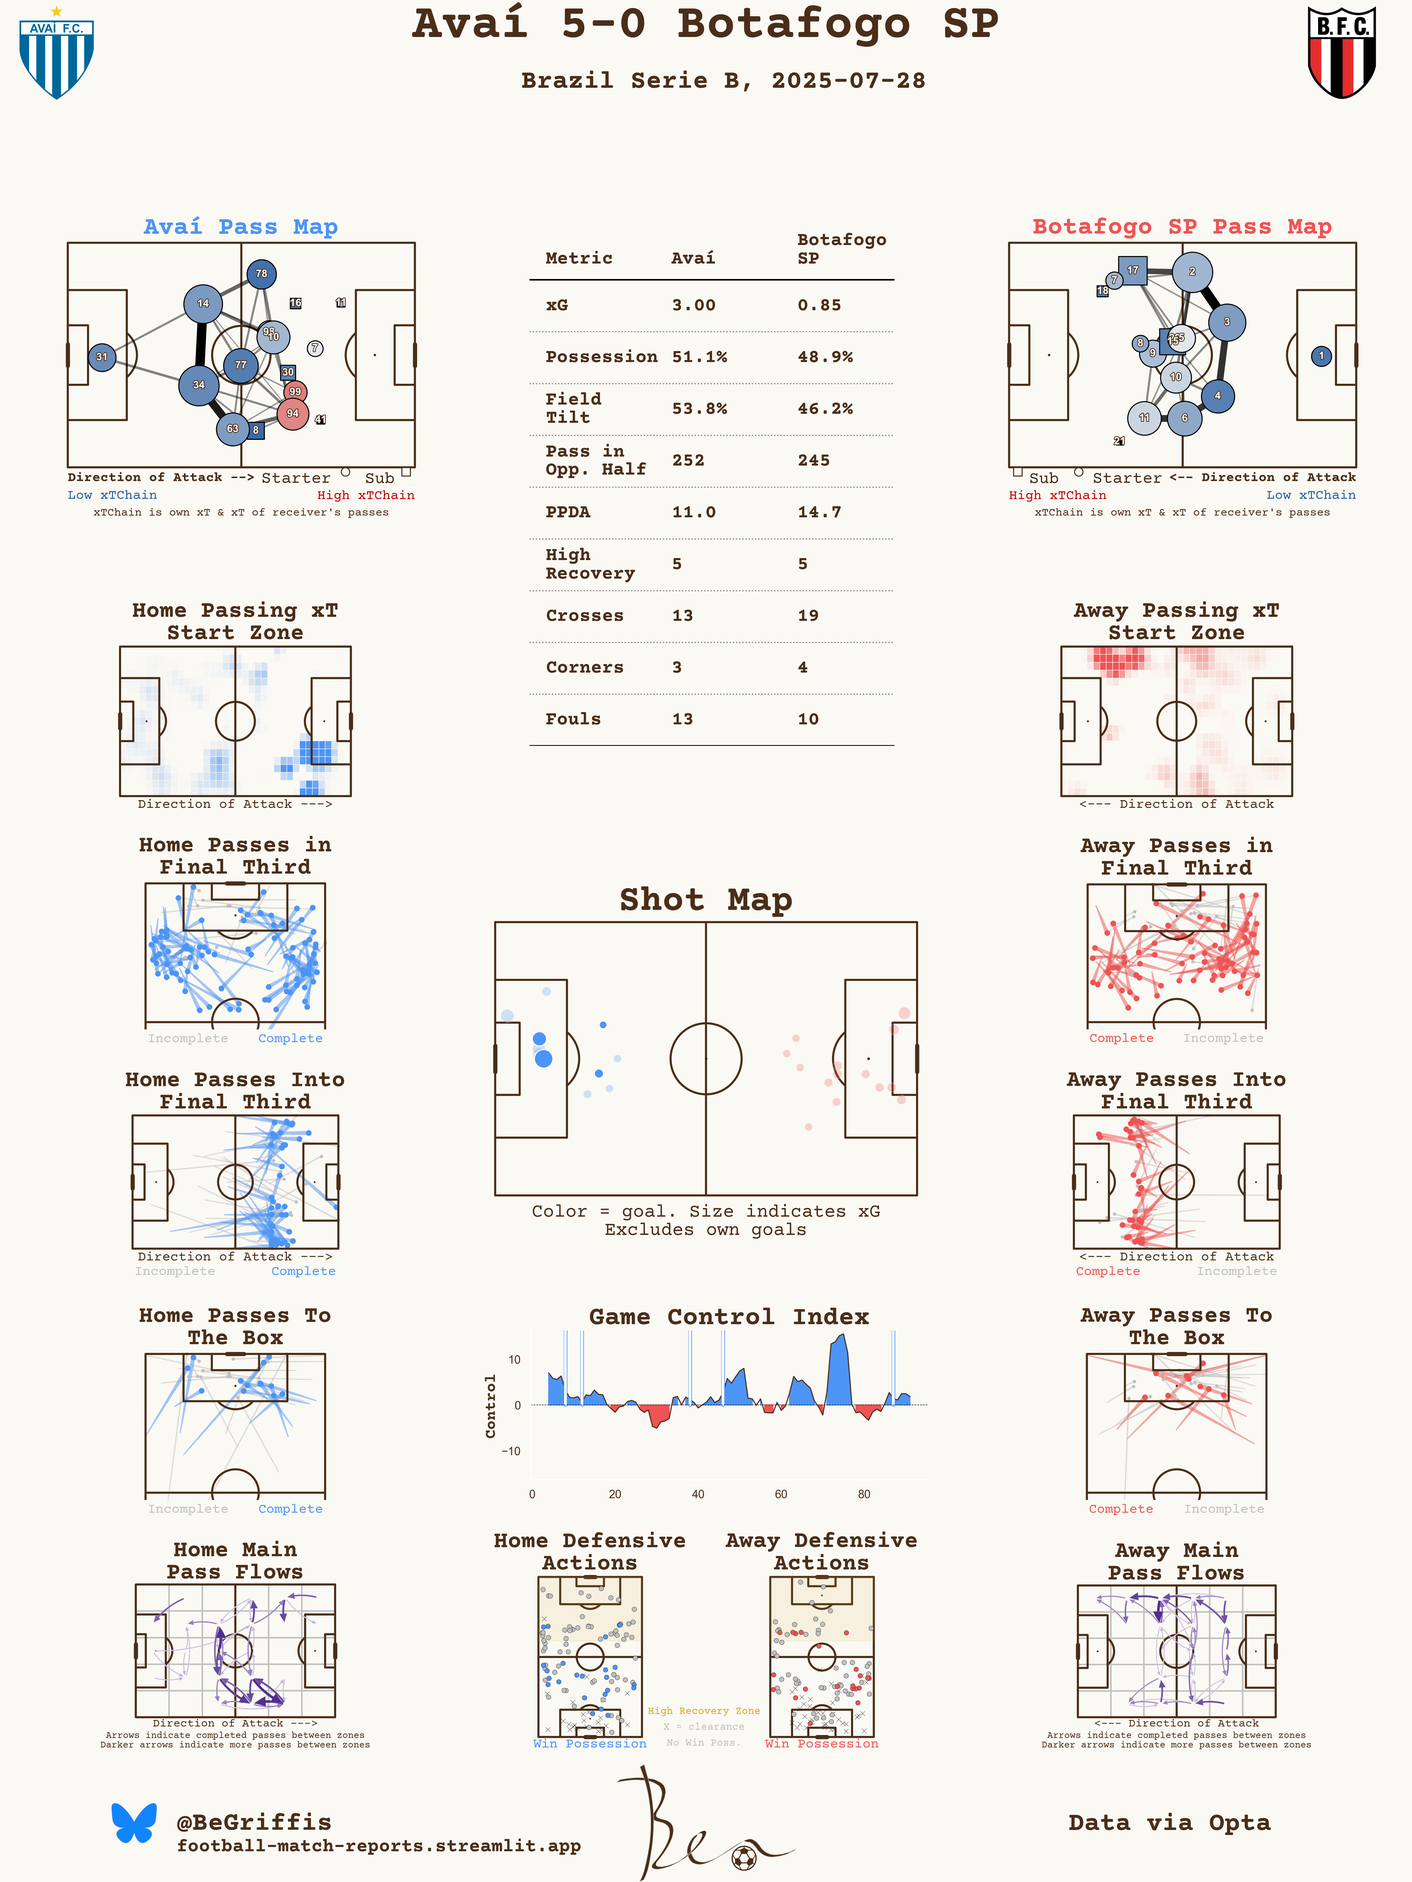 Avaí 5-0 Botafogo SP
Brazil Serie B, 2025-07-28
AVAÍ F.C.
B.F.C.
Avaí Pass Map
78
14
16
11
98
10
7
31
77
30
34
99
94
41
63
8
Direction of Attack --> Starter Sub
Low xTChain High xTChain
xTChain is own xT & xT of receiver's passes
Metric Avaí Botafogo SP
xG 3.00 0.85
Possession 51.1% 48.9%
Field Tilt 53.8% 46.2%
Pass in Opp. Half 252 245
PPDA 11.0 14.7
High Recovery 5 5
Crosses 13 19
Corners 3 4
Fouls 13 10
Botafogo SP Pass Map
17
2
7
18
3
8
9
1
10
4
11
6
21
Sub Starter <-- Direction of Attack
High xTChain Low xTChain
xTChain is own xT & xT of receiver's passes
Home Passing xT
Start Zone
Direction of Attack --->
Away Passing xT
Start Zone
<--- Direction of Attack
Home Passes in
Final Third
Incomplete Complete
Away Passes in
Final Third
Complete Incomplete
Shot Map
Color = goal. Size indicates xG
Excludes own goals
Home Passes Into
Final Third
Direction of Attack --->
Incomplete Complete
Away Passes Into
Final Third
<--- Direction of Attack
Complete Incomplete
Home Passes To
The Box
Incomplete Complete
Game Control Index
Control
10
0
−10
0 20 40 60 80
Away Passes To
The Box
Complete Incomplete
Home Main
Pass Flows
Direction of Attack --->
Arrows indicate completed passes between zones
Darker arrows indicate more passes between zones
Home Defensive
Actions
Win Possession
High Recovery Zone
X = clearance
No Win Poss.
Away Defensive
Actions
Win Possession
Away Main
Pass Flows
<--- Direction of Attack
Arrows indicate completed passes between zones
Darker arrows indicate more passes between zones
@BeGriffis
football-match-reports.streamlit.app
Ben
Data via Opta